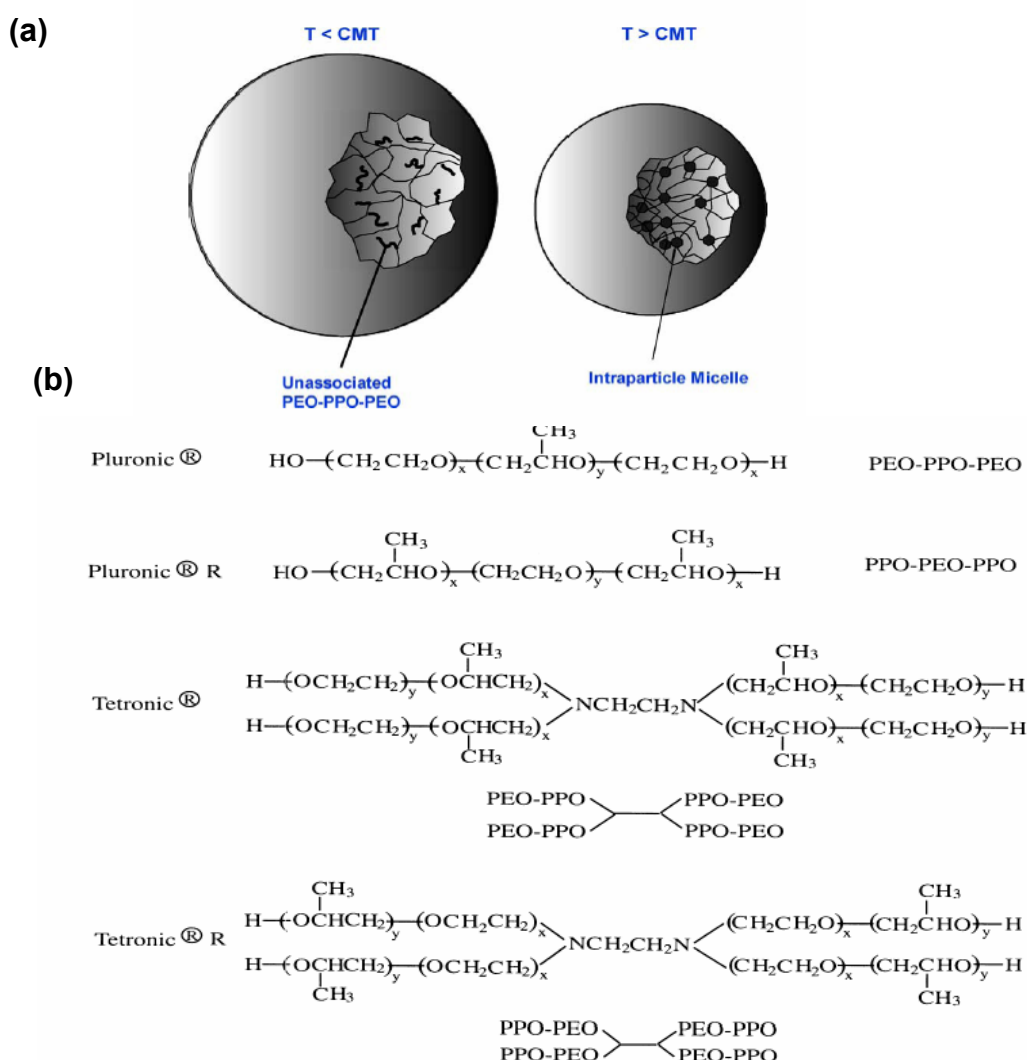 (a)
T < CMT
T > CMT
Unassociated
PEO-PPO-PEO
Intraparticle Micelle
(b)
CH3
Pluronic ® HO—(CH2CH2O)x—(CH2CHO)y—(CH2CH2O)x—H PEO-PPO-PEO
CH3 CH3
Pluronic ® R HO—(CH2CHO)x—(CH2CH2O)y—(CH2CHO)x—H PPO-PEO-PPO
CH3 CH3
H—(OCH2CH2)y—(OCHCH2)x (CH2CHO)x—(CH2CH2O)y—H
Tetronic ® NCH2CH2N
H—(OCH2CH2)y—(OCHCH2)x (CH2CHO)x—(CH2CH2O)y—H
CH3 CH3
PEO-PPO PPO-PEO
PEO-PPO PPO-PEO
CH3 CH3
H—(OCHCH2)y—(OCH2CH2)x (CH2CH2O)x—(CH2CHO)y—H
Tetronic ® R NCH2CH2N
H—(OCHCH2)y—(OCH2CH2)x (CH2CH2O)x—(CH2CHO)y—H
CH3 CH3
PPO-PEO PEO-PPO
PPO-PEO PEO-PPO